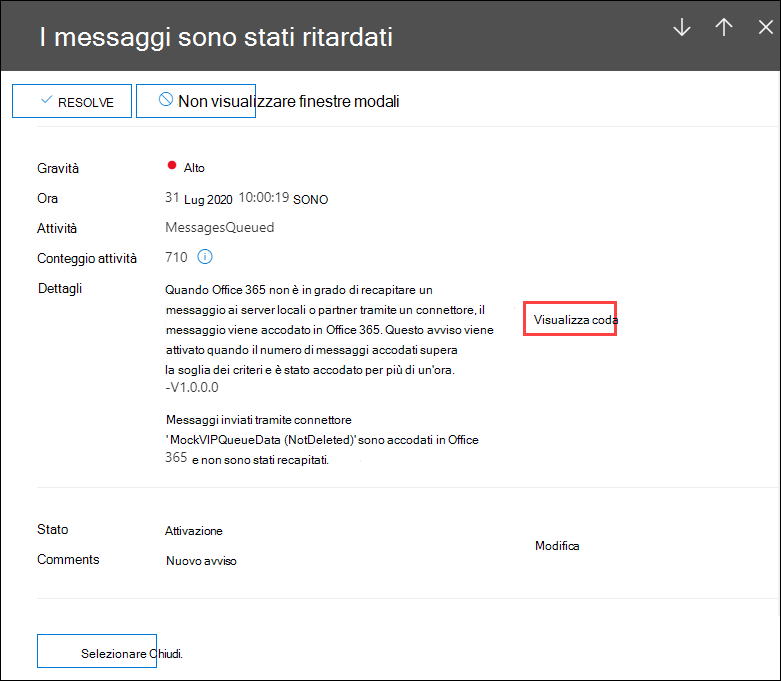 I messaggi sono stati ritardati
RESOLVE Non visualizzare finestre modali
Gravità Alto
Ora 31 Lug 2020 10:00:19 SONO
Attività MessagesQueued
Conteggio attività 710
Dettagli Quando Office 365 non è in grado di recapitare un
messaggio ai server locali o partner tramite un connettore, il
messaggio viene accodato in Office 365. Questo avviso viene
attivato quando il numero di messaggi accodati supera
la soglia dei criteri e è stato accodato per più di un'ora.
-V1.0.0.0
Visualizza coda
Messaggi inviati tramite connettore
'MockVIPQueueData (NotDeleted)' sono accodati in Office
365 e non sono stati recapitati.
Stato Attivazione
Comments Nuovo avviso
Modifica
Selezionare Chiudi.